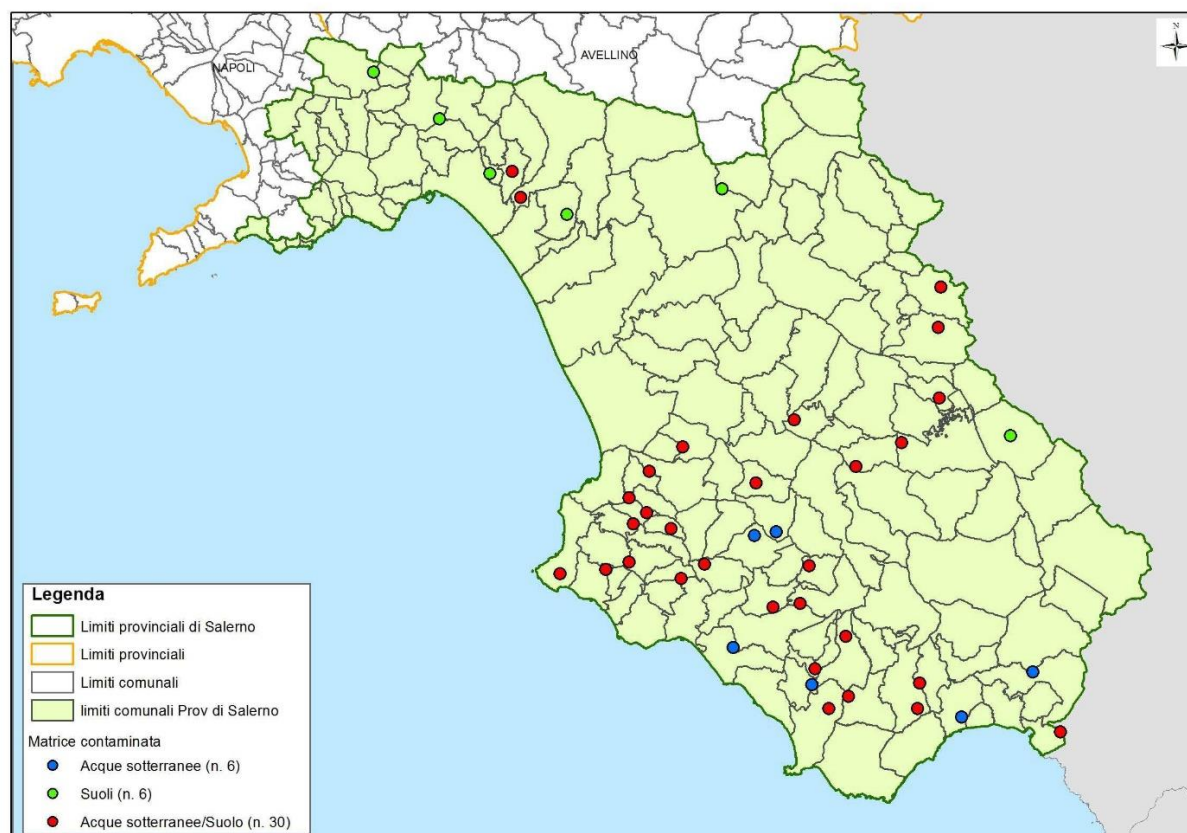 N
AVELLINO
NAPOLI
Legenda
Limiti provinciali di Salerno
Limiti provinciali
Limiti comunali
limiti comunali Prov di Salerno
Matrice contaminata
Acque sotterranee (n. 6)
Suoli (n. 6)
Acque sotterranee/Suolo (n. 30)